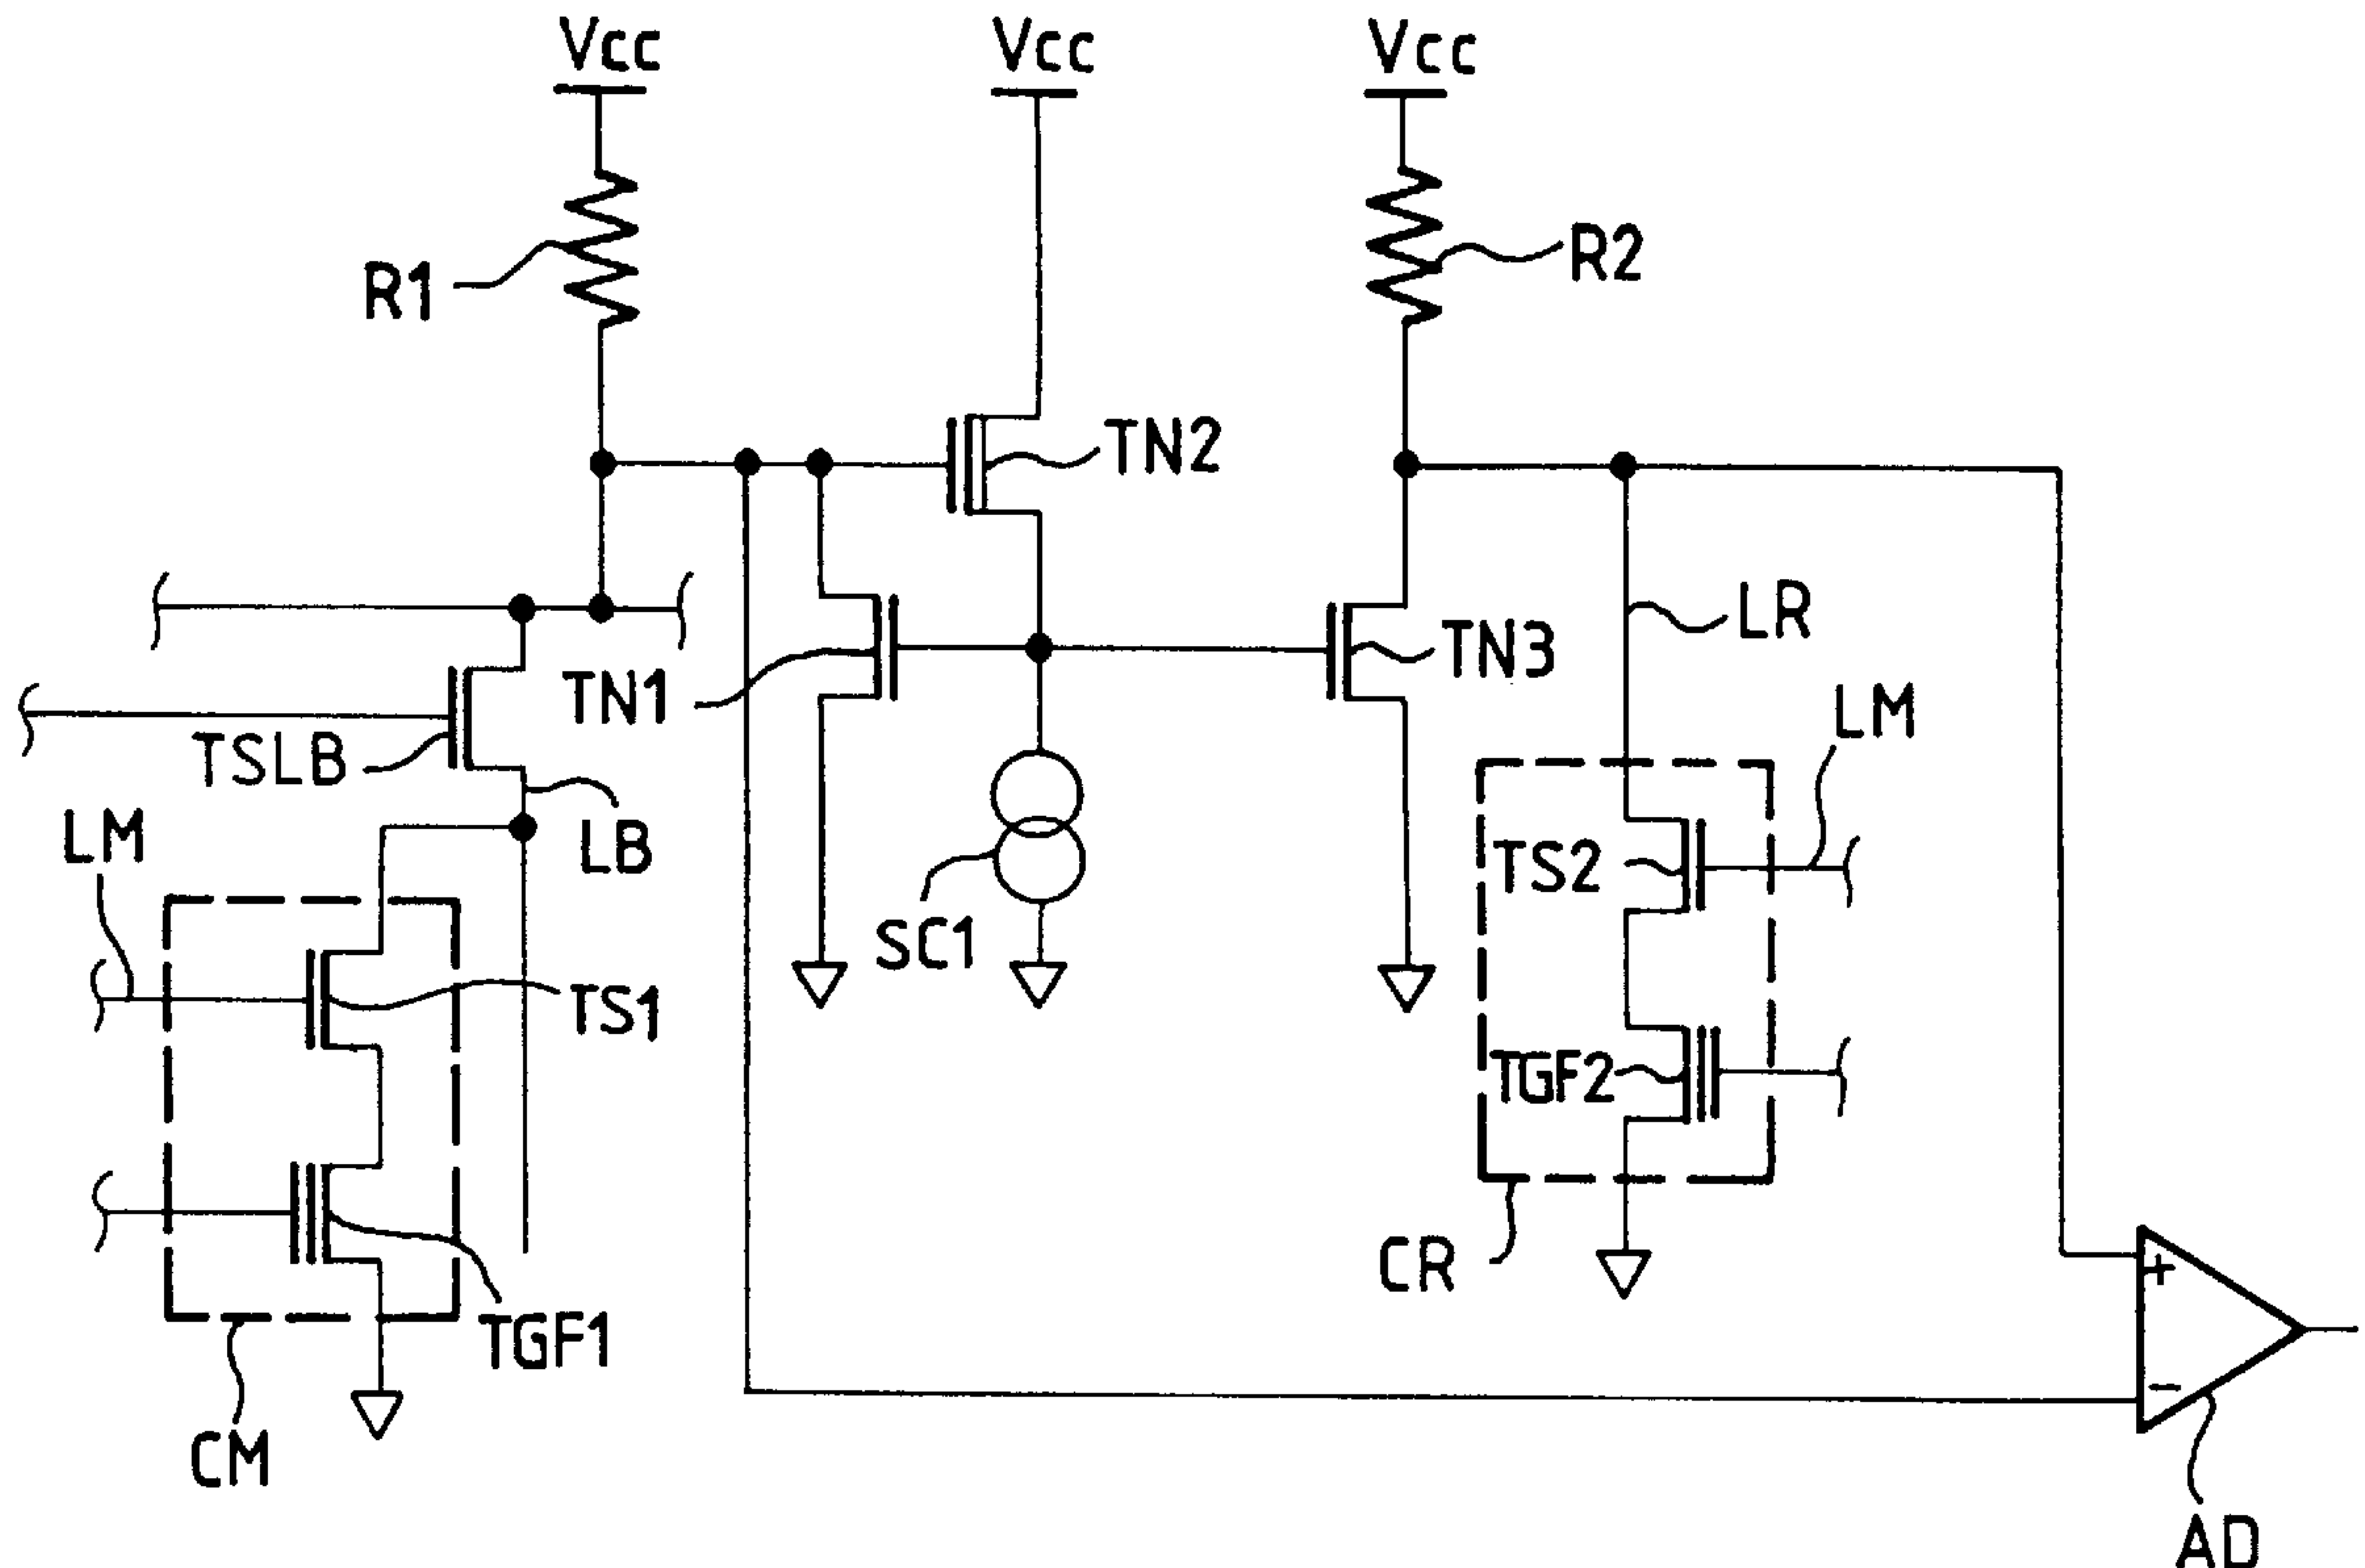 Vcc Vcc Vcc
R1 R2
TN2
LR
TN1 TN3
LM
TSLB
LM LB TS2
SC1
TS1
TGF2
CR
+
TGF1
-
CM
AD